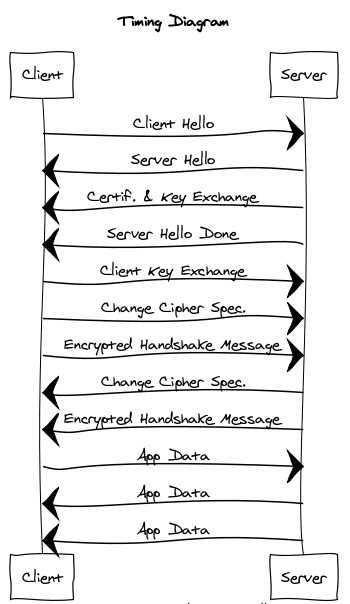 Timing Diagram
Client
Server
Client Hello
Server Hello
Certif. & Key Exchange
Server Hello Done
Client Key Exchange
Change Cipher Spec.
Encrypted Handshake Message
Change Cipher Spec.
Encrypted Handshake Message
App Data
App Data
App Data
Client
Server